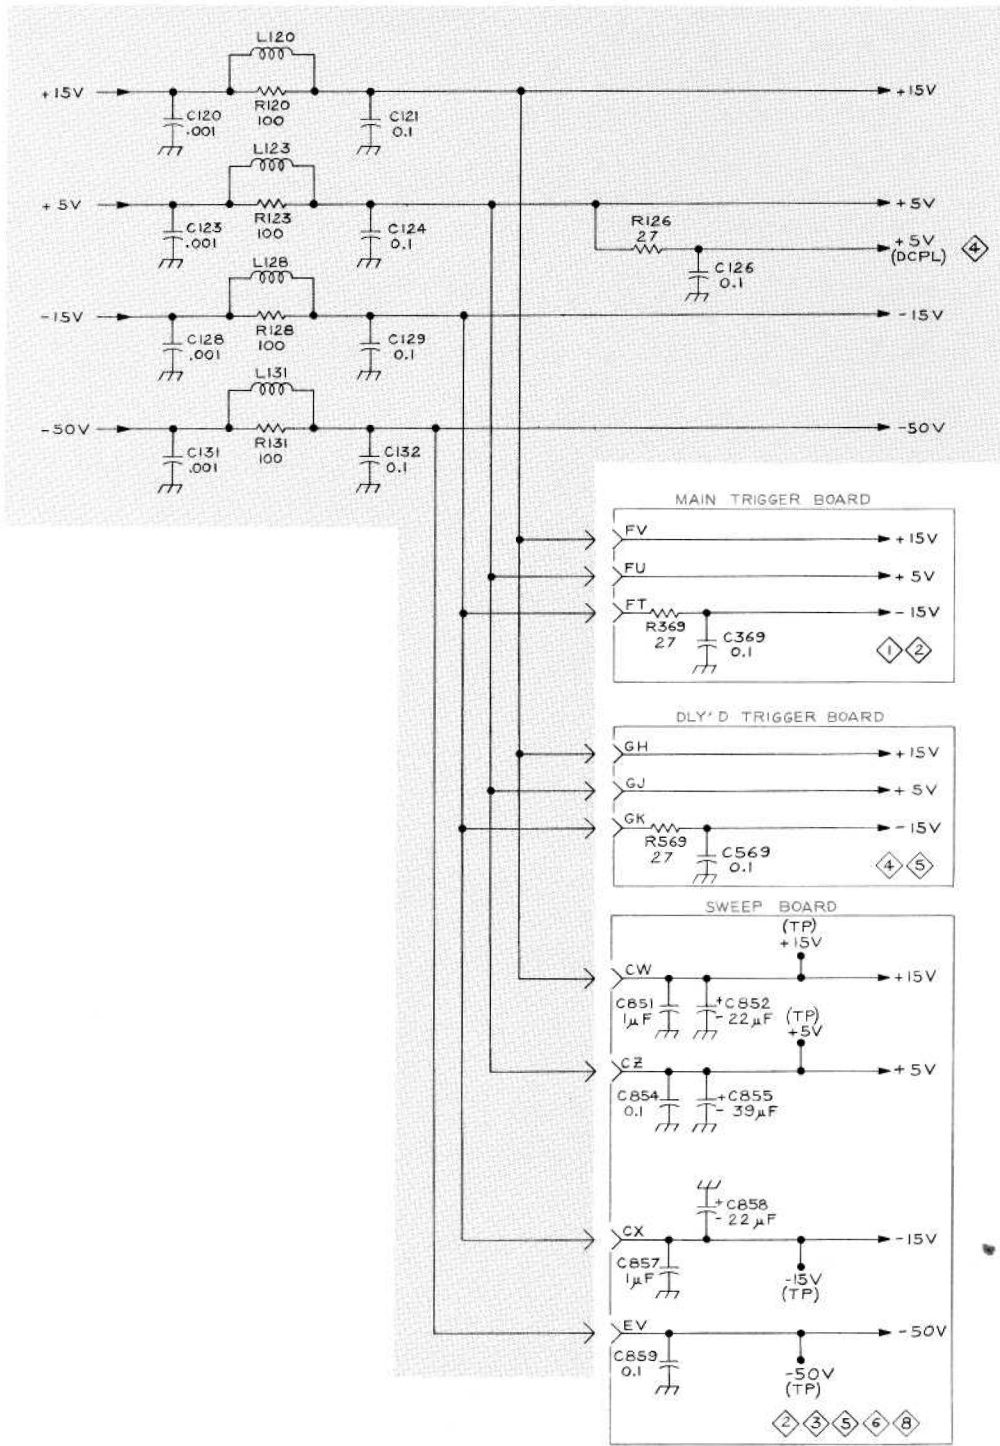 L120
+15V
R120
100
C120
.001
C121
0.1
+15V
L123
+5V
R123
100
C123
.001
C124
0.1
+5V
R126
27
+5V
(DCPL)
4
C126
0.1
L128
-15V
R128
100
C128
.001
C129
0.1
-15V
L131
-50V
R131
100
C131
.001
C132
0.1
-50V
MAIN TRIGGER BOARD
FV
+15V
FU
+5V
FT
-15V
R369
27
C369
0.1
1 2
DLY'D TRIGGER BOARD
GH
+15V
GJ
+5V
GK
-15V
R569
27
C569
0.1
4 5
SWEEP BOARD
(TP)
+15V
CW
+15V
C851
1µF
+C852
-22µF
(TP)
+5V
CZ
+5V
C854
0.1
+C855
-39µF
+C858
-22µF
CX
-15V
C857
1µF
-15V
(TP)
EV
-50V
C859
0.1
-50V
(TP)
2 3 5 6 8